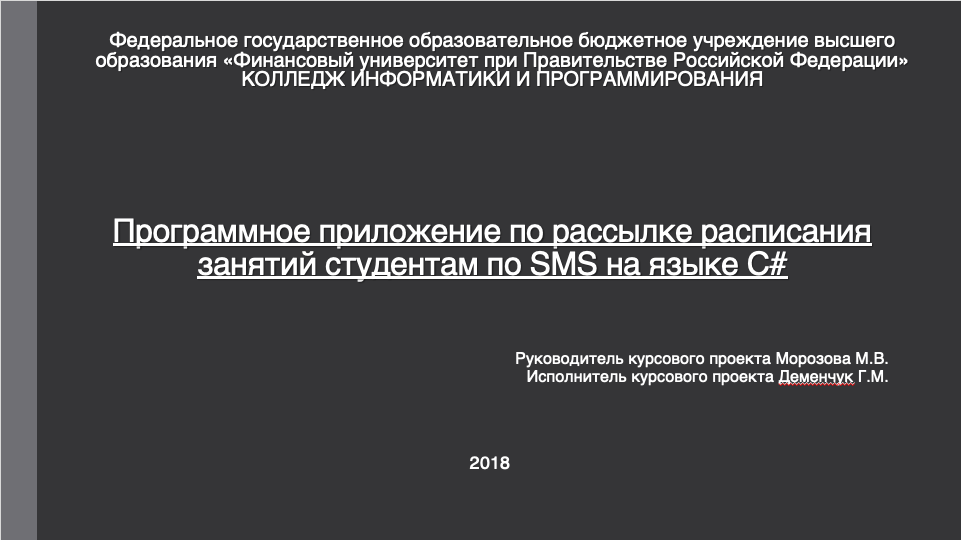 Федеральное государственное образовательное бюджетное учреждение высшего
образования «Финансовый университет при Правительстве Российской Федерации»
КОЛЛЕДЖ ИНФОРМАТИКИ И ПРОГРАММИРОВАНИЯ
Программное приложение по рассылке расписания
занятий студентам по SMS на языке C#
Руководитель курсового проекта Морозова М.В.
Исполнитель курсового проекта Деменчук Г.М.
2018